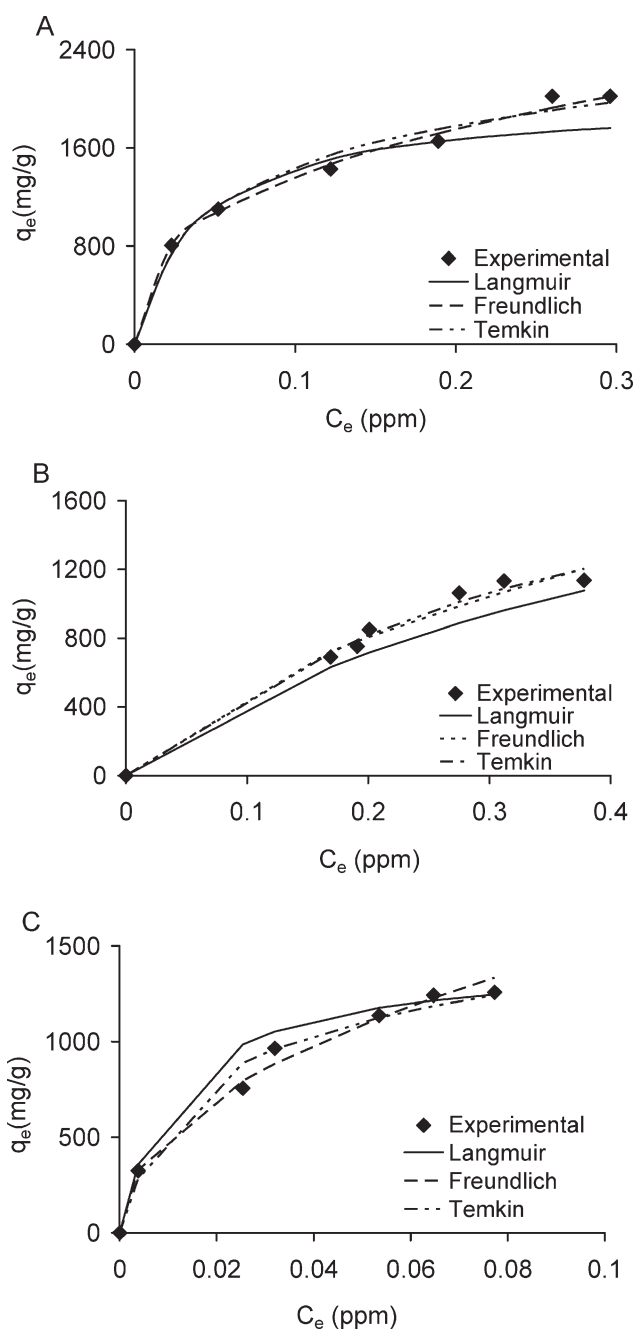 A
2400
1600
800
0
qe(mg/g)
Experimental
Langmuir
Freundlich
Temkin
0 0.1 0.2 0.3
Ce (ppm)
B
1600
1200
800
400
0
qe(mg/g)
Experimental
Langmuir
Freundlich
Temkin
0 0.1 0.2 0.3 0.4
Ce (ppm)
C
1500
1000
500
0
qe(mg/g)
Experimental
Langmuir
Freundlich
Temkin
0 0.02 0.04 0.06 0.08 0.1
Ce (ppm)